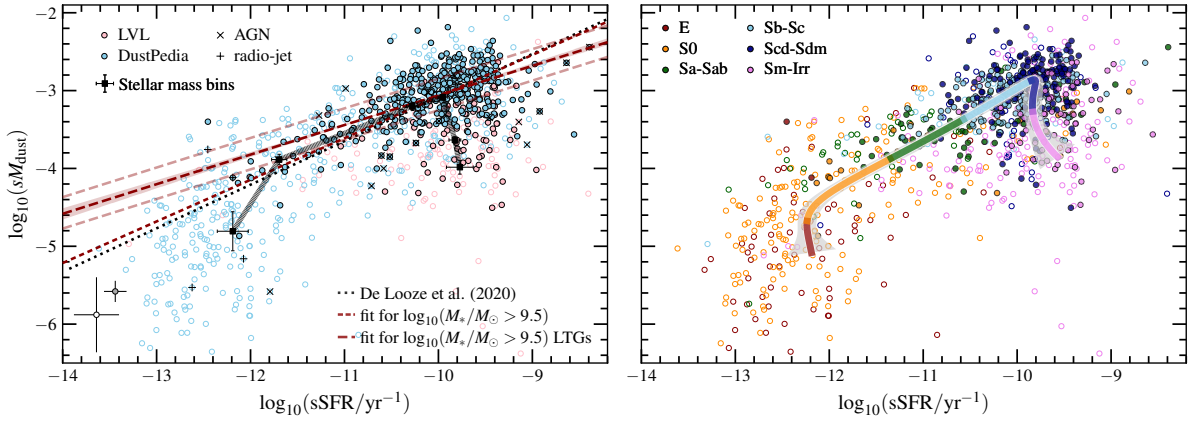 LVL
DustPedia
AGN
radio-jet
Stellar mass bins
De Looze et al. (2020)
fit for log₁₀(M*/M⊙ > 9.5)
fit for log₁₀(M*/M⊙ > 9.5) LTGs
log₁₀(sM_dust)
−2
−3
−4
−5
−6
−14
−13
−12
−11
−10
−9
log₁₀(sSFR/yr⁻¹)
E
S0
Sa-Sab
Sb-Sc
Scd-Sdm
Sm-Irr
−14
−13
−12
−11
−10
−9
log₁₀(sSFR/yr⁻¹)